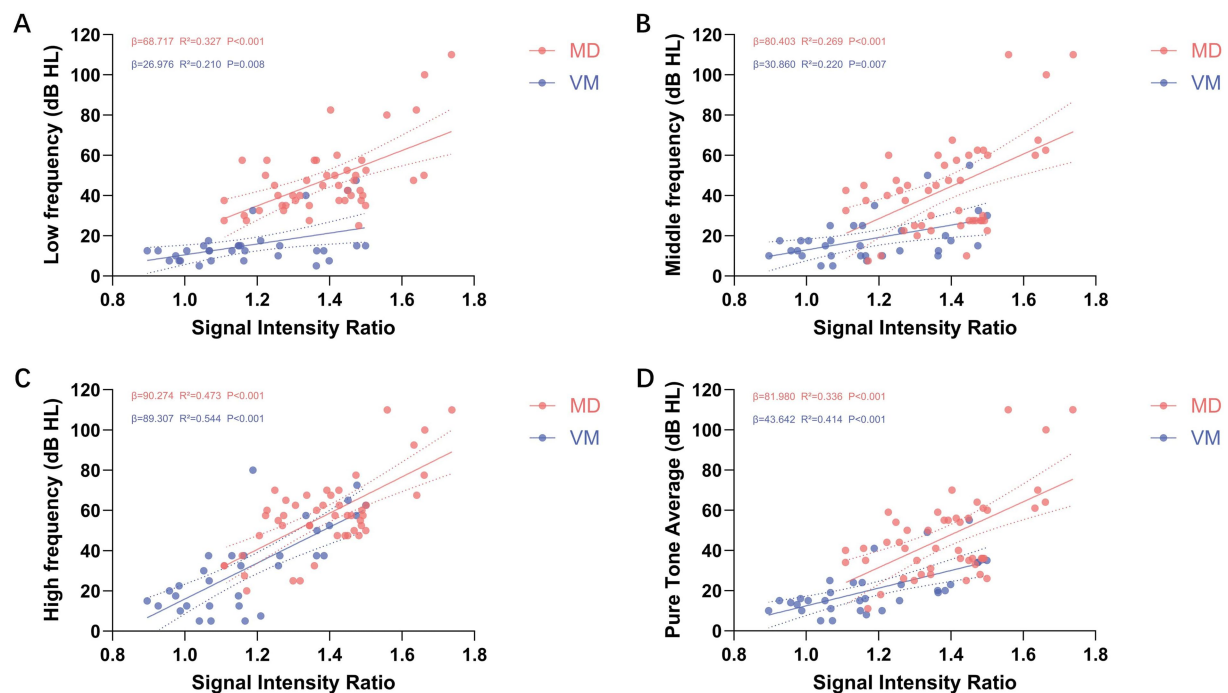 A
Low frequency (dB HL)
120
100
80
60
40
20
0
β=68.717 R²=0.327 P<0.001
β=26.976 R²=0.210 P=0.008
MD
VM
0.8 1.0 1.2 1.4 1.6 1.8
Signal Intensity Ratio
B
Middle frequency (dB HL)
120
100
80
60
40
20
0
β=80.403 R²=0.269 P<0.001
β=30.860 R²=0.220 P=0.007
MD
VM
0.8 1.0 1.2 1.4 1.6 1.8
Signal Intensity Ratio
C
High frequency (dB HL)
120
100
80
60
40
20
0
β=90.274 R²=0.473 P<0.001
β=89.307 R²=0.544 P<0.001
MD
VM
0.8 1.0 1.2 1.4 1.6 1.8
Signal Intensity Ratio
D
Pure Tone Average (dB HL)
120
100
80
60
40
20
0
β=81.980 R²=0.336 P<0.001
β=43.642 R²=0.414 P<0.001
MD
VM
0.8 1.0 1.2 1.4 1.6 1.8
Signal Intensity Ratio